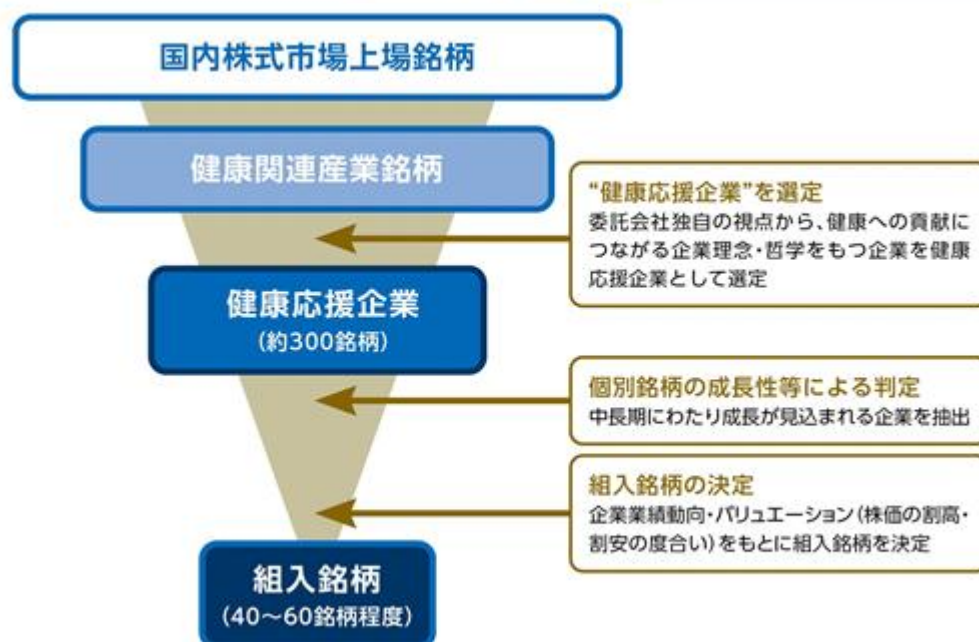 国内株式市場上場銘柄
健康関連産業銘柄
“健康応援企業”を選定
委託会社独自の視点から、健康への貢献に
つながる企業理念・哲学をもつ企業を健康
応援企業として選定
健康応援企業
(約300銘柄)
個別銘柄の成長性等による判定
中長期にわたり成長が見込まれる企業を抽出
組入銘柄の決定
企業業績動向・バリュエーション(株価の割高・
割安の度合い)をもとに組入銘柄を決定
組入銘柄
(40～60銘柄程度)